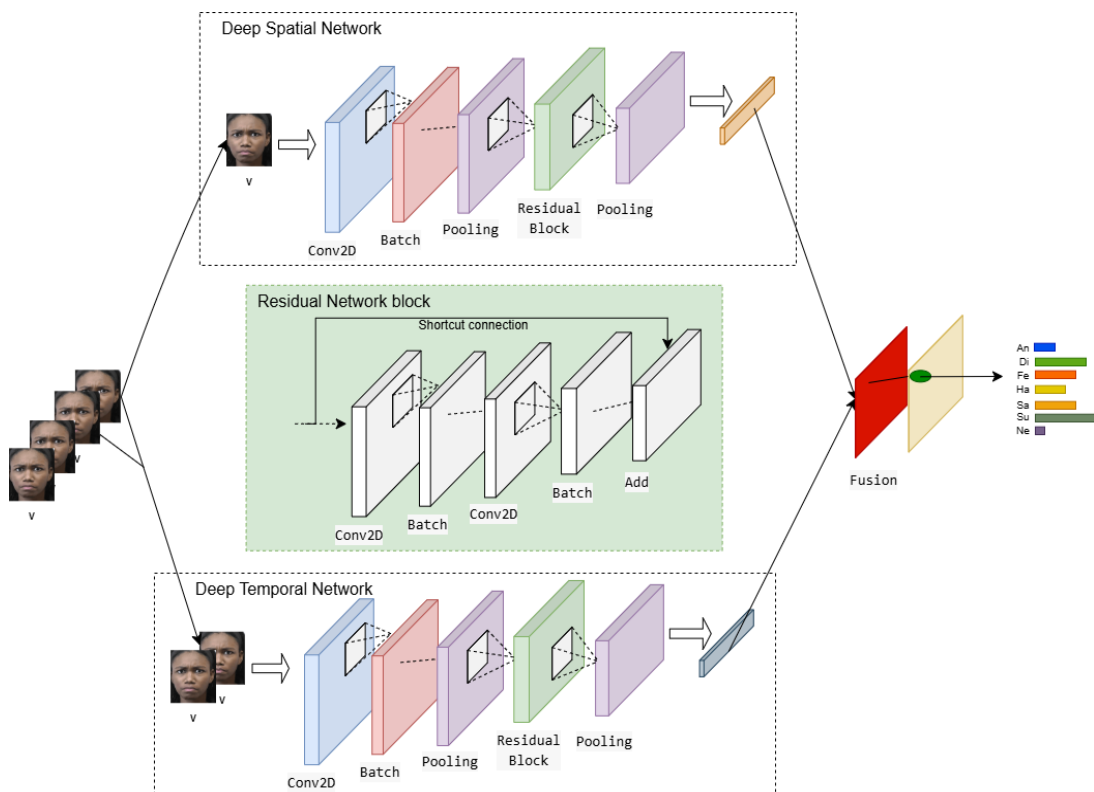 Deep Spatial Network
v
Conv2D
Batch
Pooling
Residual
Block
Pooling
Residual Network block
Shortcut connection
Conv2D
Batch
Conv2D
Batch
Add
v
v
Fusion
An
Di
Fe
Ha
Sa
Su
Ne
Deep Temporal Network
v
v
Conv2D
Batch
Pooling
Residual
Block
Pooling